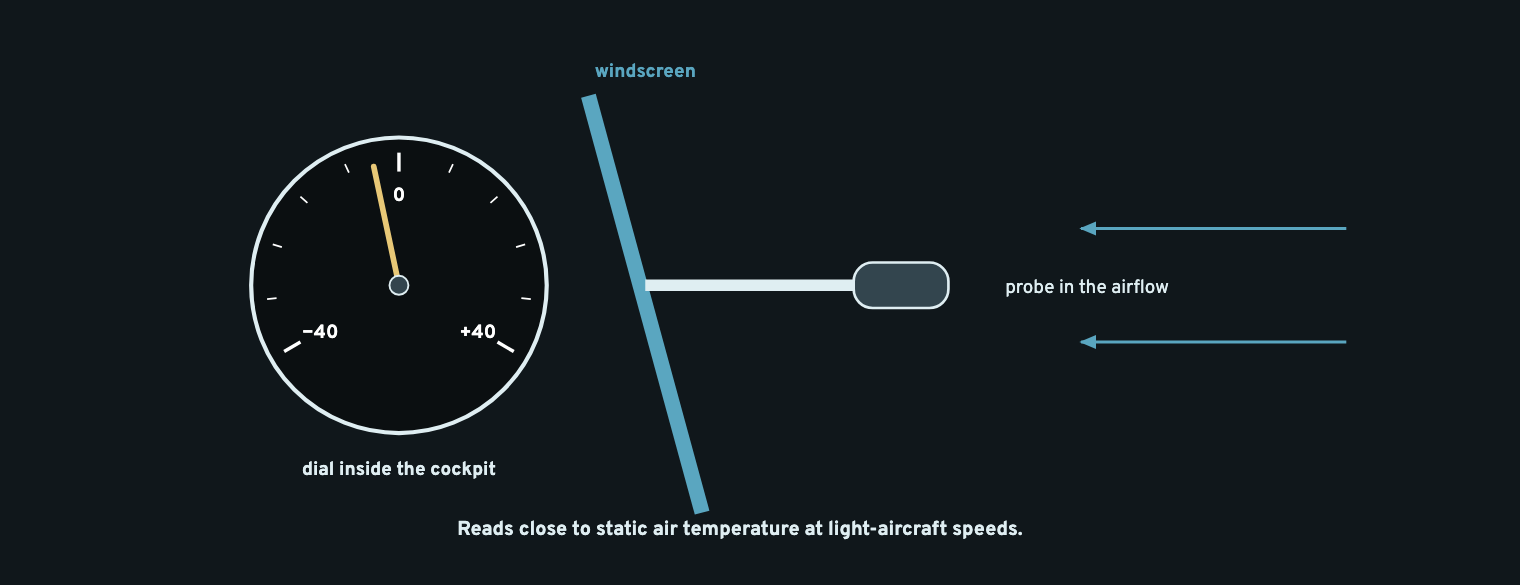 windscreen
0
−40
+40
probe in the airflow
dial inside the cockpit
Reads close to static air temperature at light-aircraft speeds.